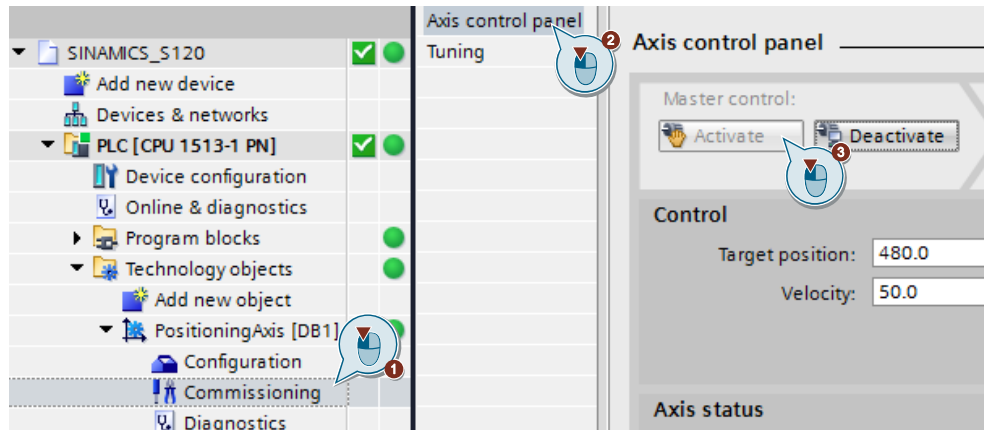 SINAMICS_S120
Add new device
Devices & networks
PLC [CPU 1513-1 PN]
Device configuration
Online & diagnostics
Program blocks
Technology objects
Add new object
PositioningAxis [DB1]
Configuration
1
Commissioning
Diagnostics
Axis control panel
2
Tuning
Axis control panel
Master control:
Activate
Deactivate
3
Control
Target position: 480.0
Velocity: 50.0
Axis status